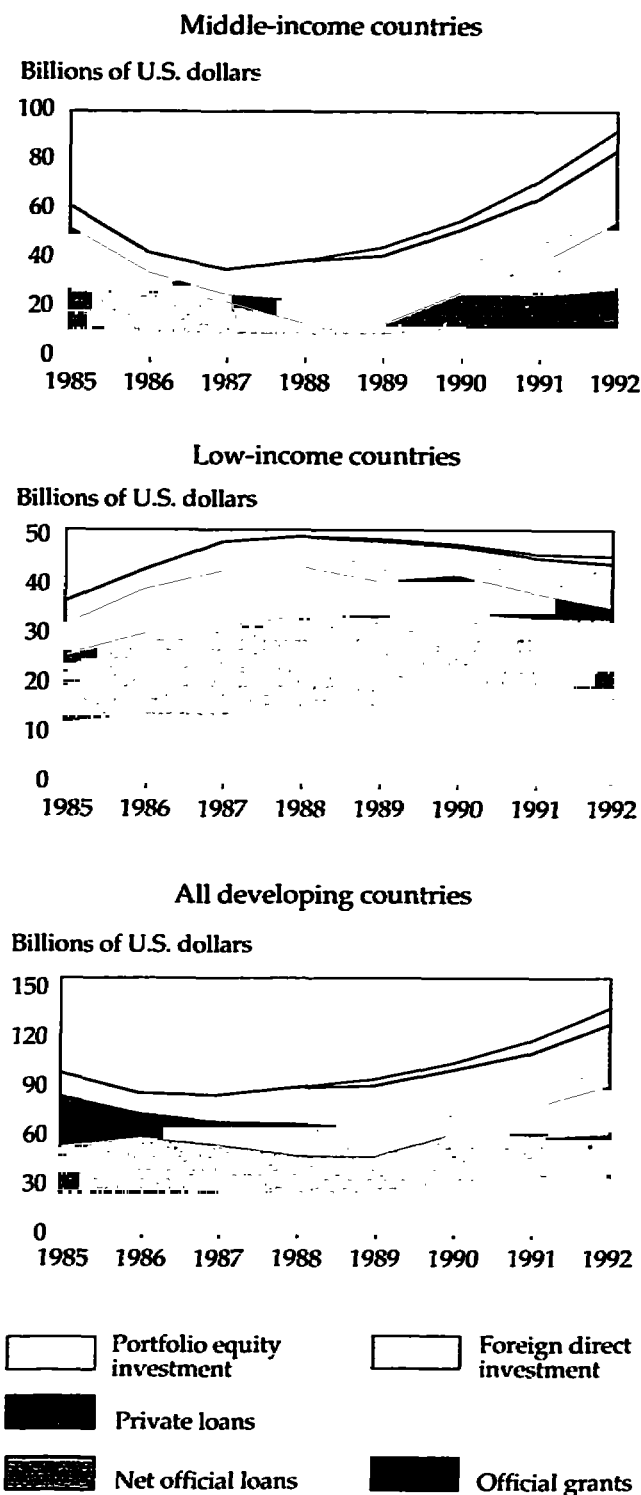 Middle-income countries
Billions of U.S. dollars
100
80
60
40
20
0
1985 1986 1987 1988 1989 1990 1991 1992
Low-income countries
Billions of U.S. dollars
50
40
30
20
10
0
1985 1986 1987 1988 1989 1990 1991 1992
All developing countries
Billions of U.S. dollars
150
120
90
60
30
0
1985 1986 1987 1988 1989 1990 1991 1992
Portfolio equity
investment
Foreign direct
investment
Private loans
Net official loans
Official grants